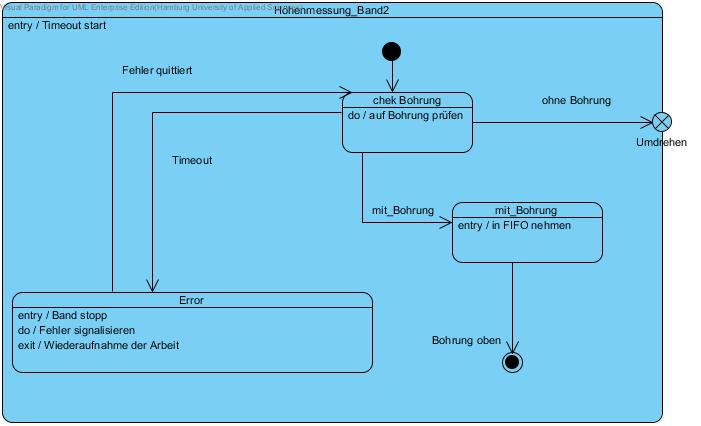 Visual Paradigm for UML Enterprise Edition(Hamburg University of Applied
Höhenmessung_Band2
entry / Timeout start
Fehler quittiert
chek Bohrung
do / auf Bohrung prüfen
ohne Bohrung
Umdrehen
Timeout
mit_Bohrung
mit_Bohrung
entry / in FIFO nehmen
Error
entry / Band stopp
do / Fehler signalisieren
exit / Wiederaufnahme der Arbeit
Bohrung oben